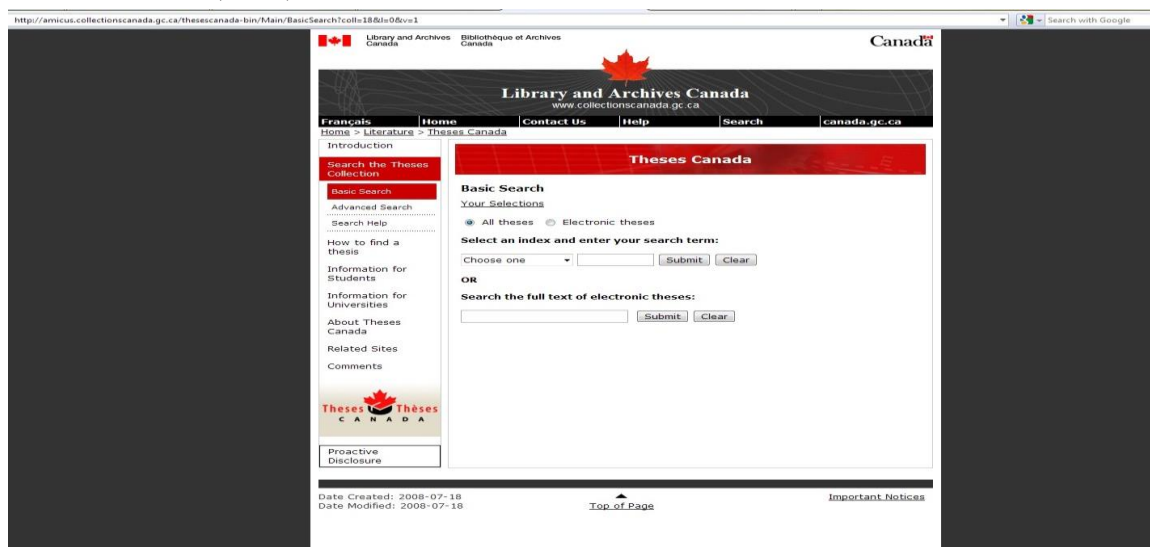 http://amicus.collectionscanada.gc.ca/thesescanada-bin/Main/BasicSearch?coll=18&l=0&v=1
Search with Google
Library and Archives Canada
Bibliothèque et Archives Canada
Canada
Library and Archives Canada
www.collectionscanada.gc.ca
Français Home Contact Us Help Search canada.gc.ca
Home > Literature > Theses Canada
Introduction
Search the Theses
Collection
Basic Search
Advanced Search
Search Help
How to find a
thesis
Information for
Students
Information for
Universities
About Theses
Canada
Related Sites
Comments
Theses Thèses
CANADA
Proactive
Disclosure
Theses Canada
Basic Search
Your Selections
All theses Electronic theses
Select an index and enter your search term:
Choose one Submit Clear
OR
Search the full text of electronic theses:
Submit Clear
Date Created: 2008-07-18
Date Modified: 2008-07-18
Top of Page
Important Notices